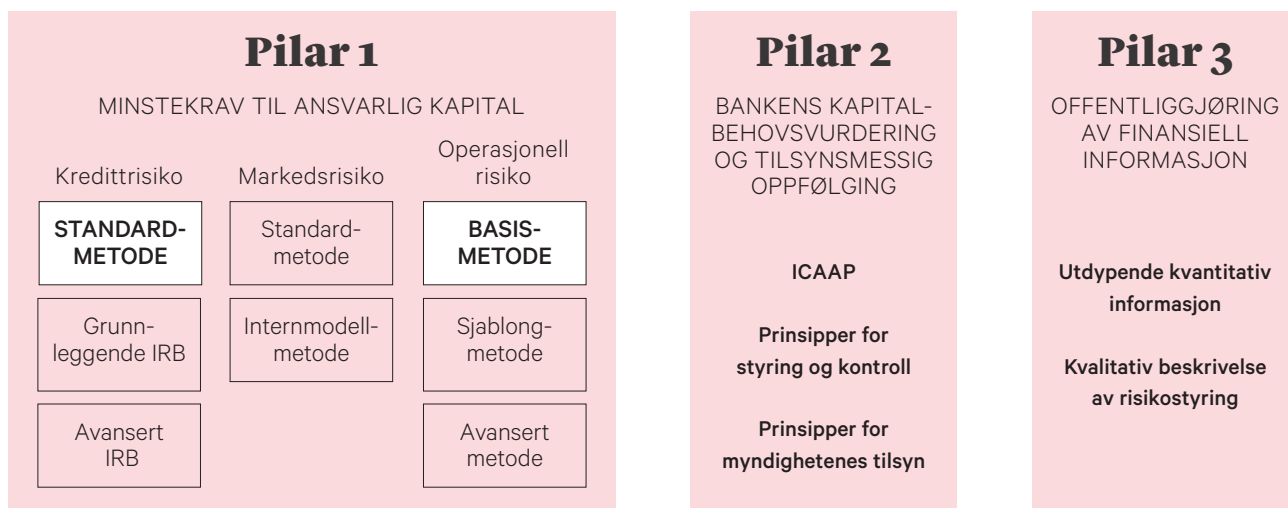 Pilar 1
MINSTEKRAV TIL ANSVARLIG KAPITAL
Kredittrisiko
STANDARD-
METODE
Grunn-
leggende IRB
Avansert
IRB
Markedsrisiko
Standard-
metode
Internmodell-
metode
Operasjonell
risiko
BASIS-
METODE
Sjablong-
metode
Avansert
metode
Pilar 2
BANKENS KAPITAL-
BEHOVSVURDERING
OG TILSYNSMESSIG
OPPFØLGING
ICAAP
Prinsipper for
styring og kontroll
Prinsipper for
myndighetenes tilsyn
Pilar 3
OFFENTLIGGJØRING
AV FINANSIELL
INFORMASJON
Utdypende kvantitativ
informasjon
Kvalitativ beskrivelse
av risikostyring